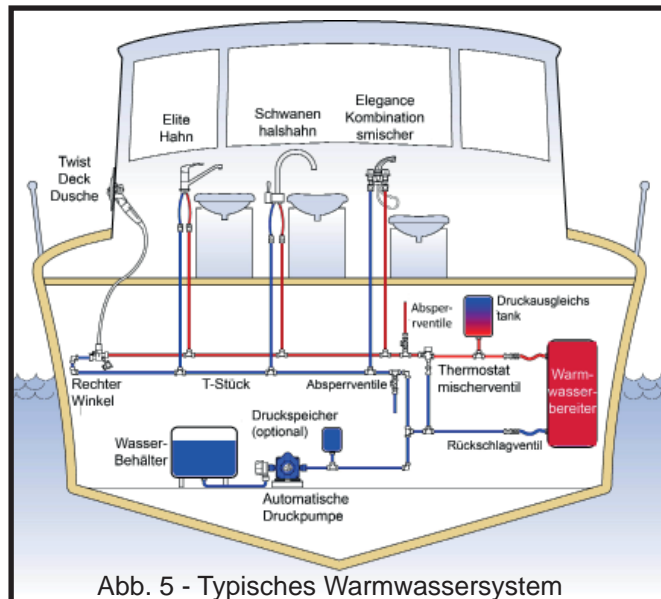 Elegance
Kombination
smischer
Schwanen
halshahn
Elite
Hahn
Twist
Deck
Dusche
Absper-
rventile
Druckausgleichs
tank
Rechter
Winkel
T-Stück
Absperrventile
Thermostat
mischerventil
Warm-
wasser-
bereiter
Druckspeicher
(optional)
Wasser-
Behälter
Rückschlagventil
Automatische
Druckpumpe
Abb. 5 - Typisches Warmwassersystem